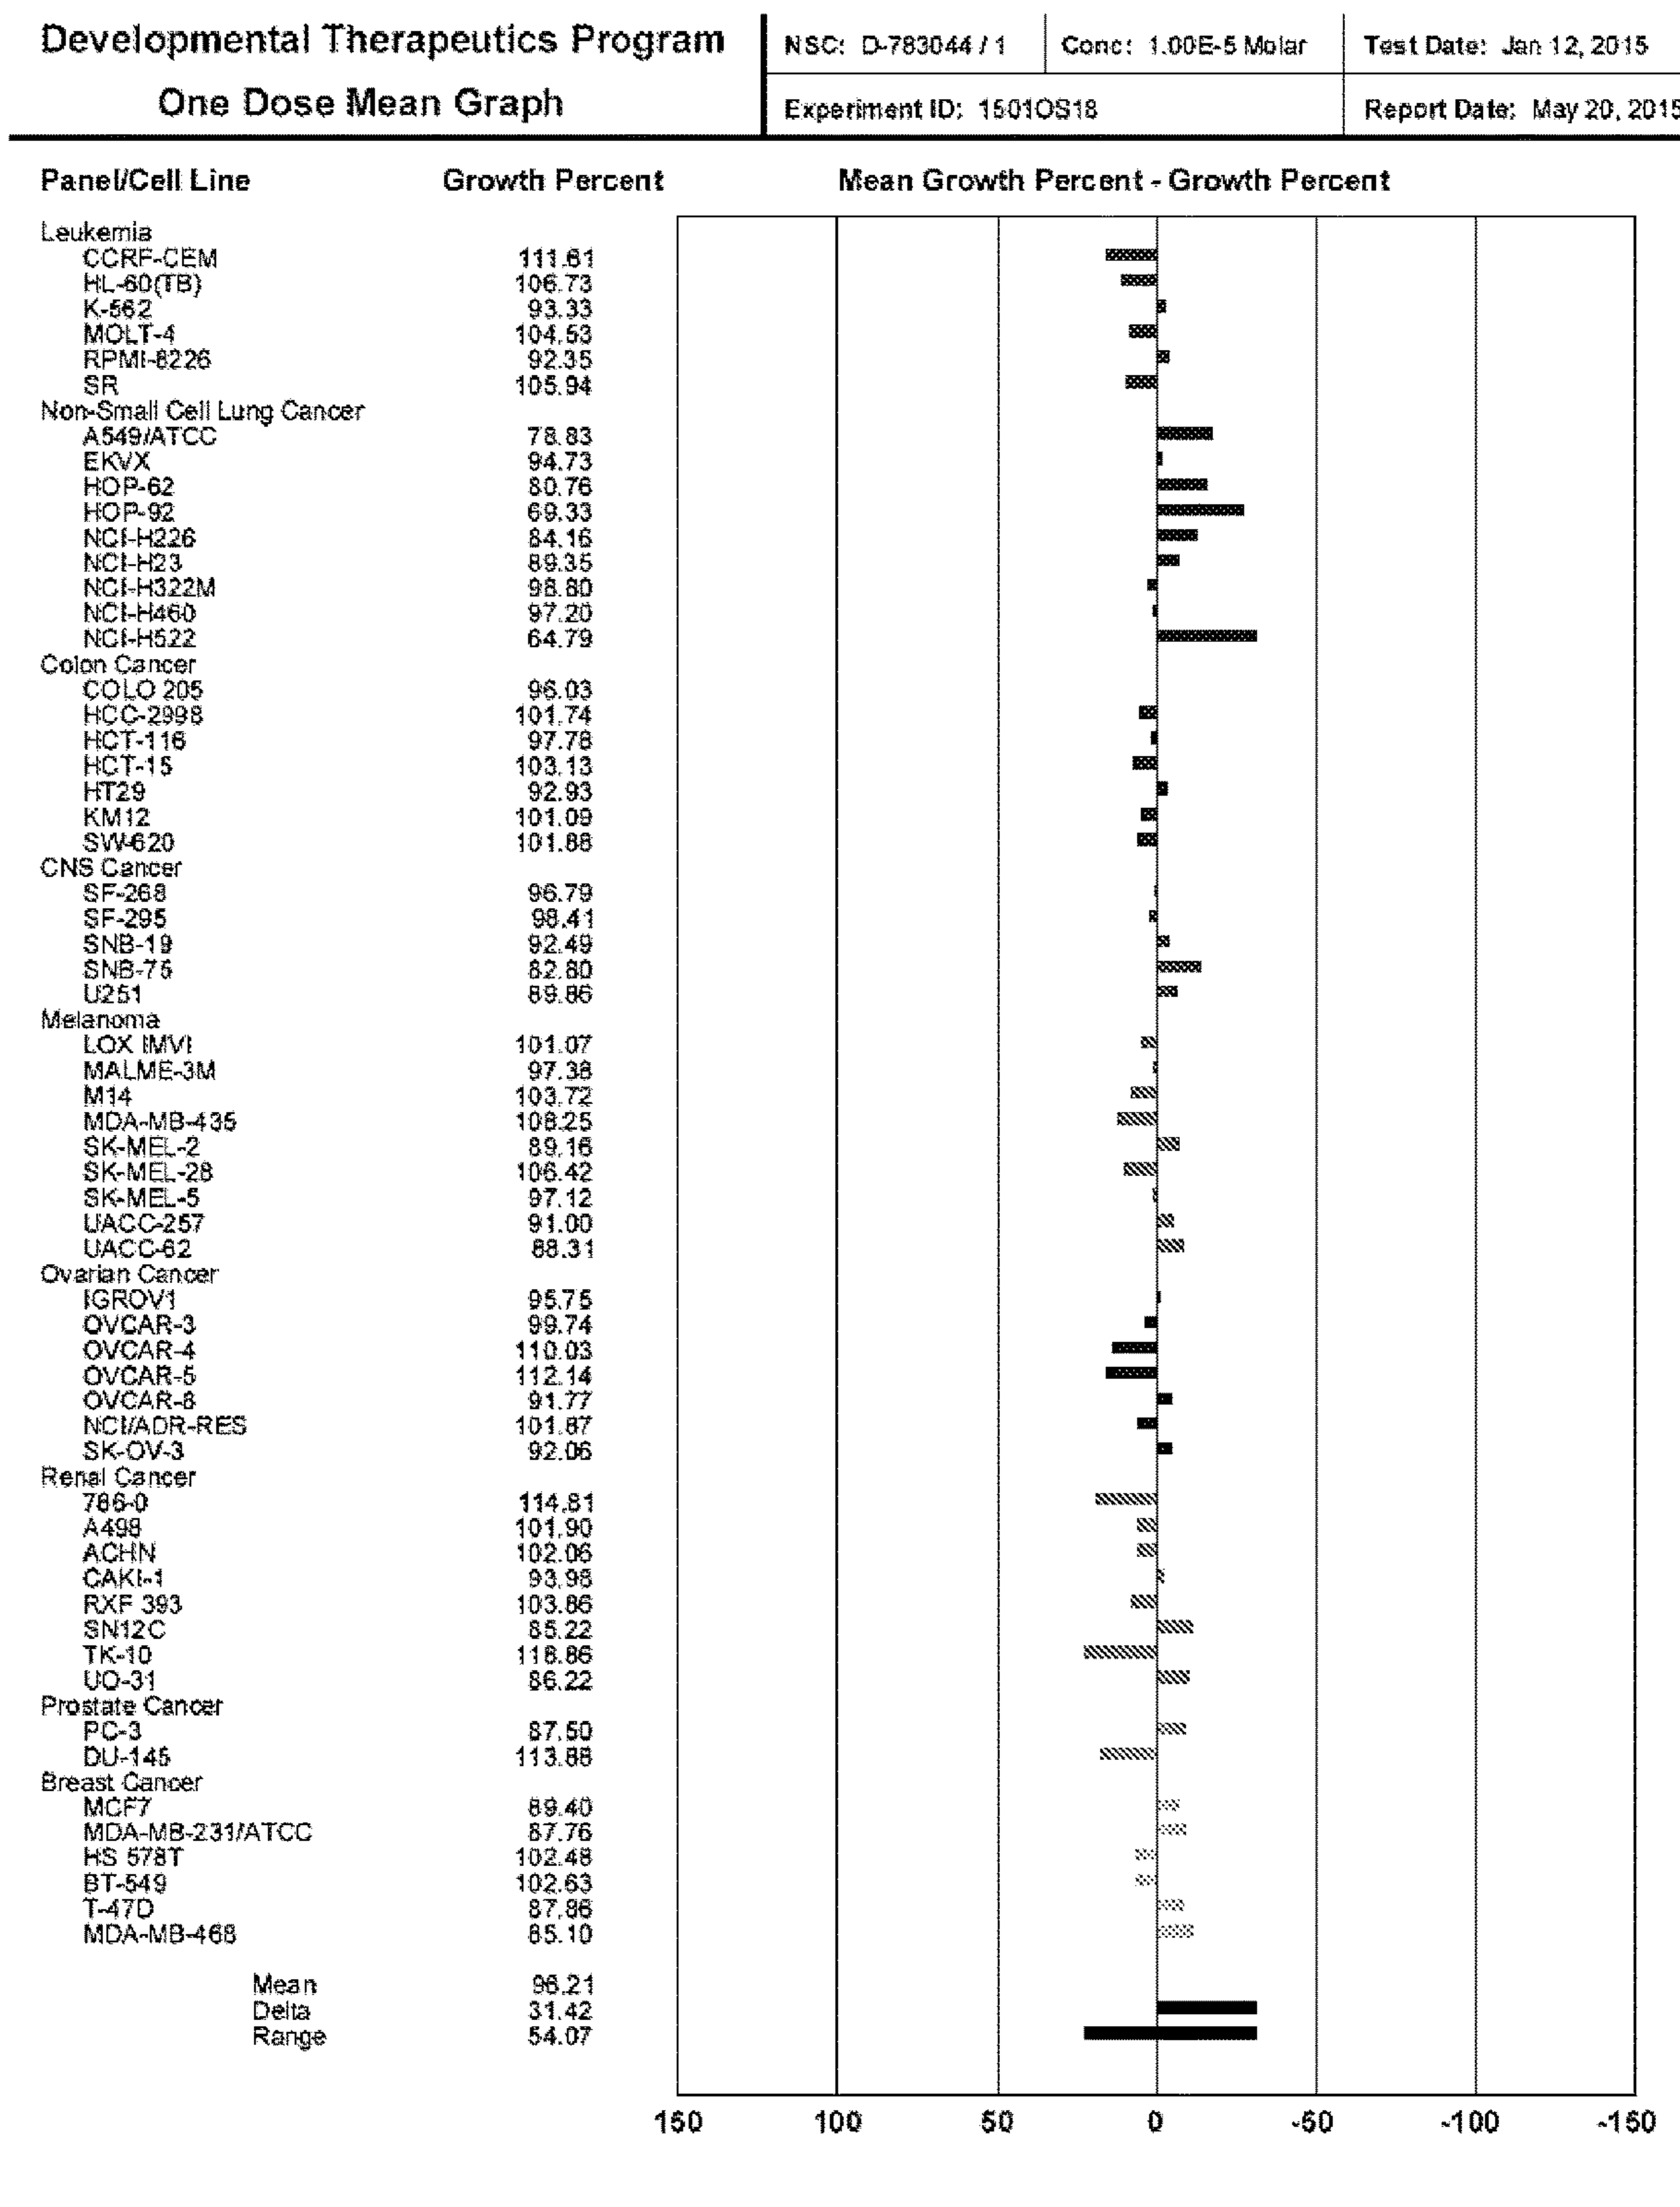 Developmental Therapeutics Program
One Dose Mean Graph
NSC: D-783044 / 1
Conc: 1.00E-5 Molar
Test Date: Jan 12, 2015
Experiment ID: 1501OS18
Report Date: May 20, 2015
Panel/Cell Line Growth Percent Mean Growth Percent - Growth Percent
Leukemia
CCRF-CEM 111.61
HL-60(TB) 106.73
K-562 93.33
MOLT-4 104.53
RPMI-8226 92.35
SR 105.94
Non-Small Cell Lung Cancer
A549/ATCC 78.83
EKVX 94.73
HOP-62 80.76
HOP-92 69.33
NCI-H226 84.16
NCI-H23 89.35
NCI-H322M 98.80
NCI-H460 97.20
NCI-H522 64.79
Colon Cancer
COLO 205 96.03
HCC-2998 101.74
HCT-116 97.78
HCT-15 103.13
HT29 92.93
KM12 101.09
SW-620 101.88
CNS Cancer
SF-268 96.79
SF-295 98.41
SNB-19 92.49
SNB-75 82.80
U251 89.86
Melanoma
LOX IMVI 101.07
MALME-3M 97.38
M14 103.72
MDA-MB-435 108.25
SK-MEL-2 89.16
SK-MEL-28 106.42
SK-MEL-5 97.12
UACC-257 91.00
UACC-62 88.31
Ovarian Cancer
IGROV1 95.75
OVCAR-3 99.74
OVCAR-4 110.03
OVCAR-5 112.14
OVCAR-8 91.77
NCI/ADR-RES 101.87
SK-OV-3 92.06
Renal Cancer
786-0 114.81
A498 101.90
ACHN 102.06
CAKI-1 93.98
RXF 393 103.86
SN12C 85.22
TK-10 118.86
UO-31 86.22
Prostate Cancer
PC-3 87.50
DU-145 113.88
Breast Cancer
MCF7 89.40
MDA-MB-231/ATCC 87.76
HS 578T 102.48
BT-549 102.63
T-47D 87.86
MDA-MB-468 85.10
Mean 96.21
Delta 31.42
Range 54.07
150 100 50 0 -50 -100 -150